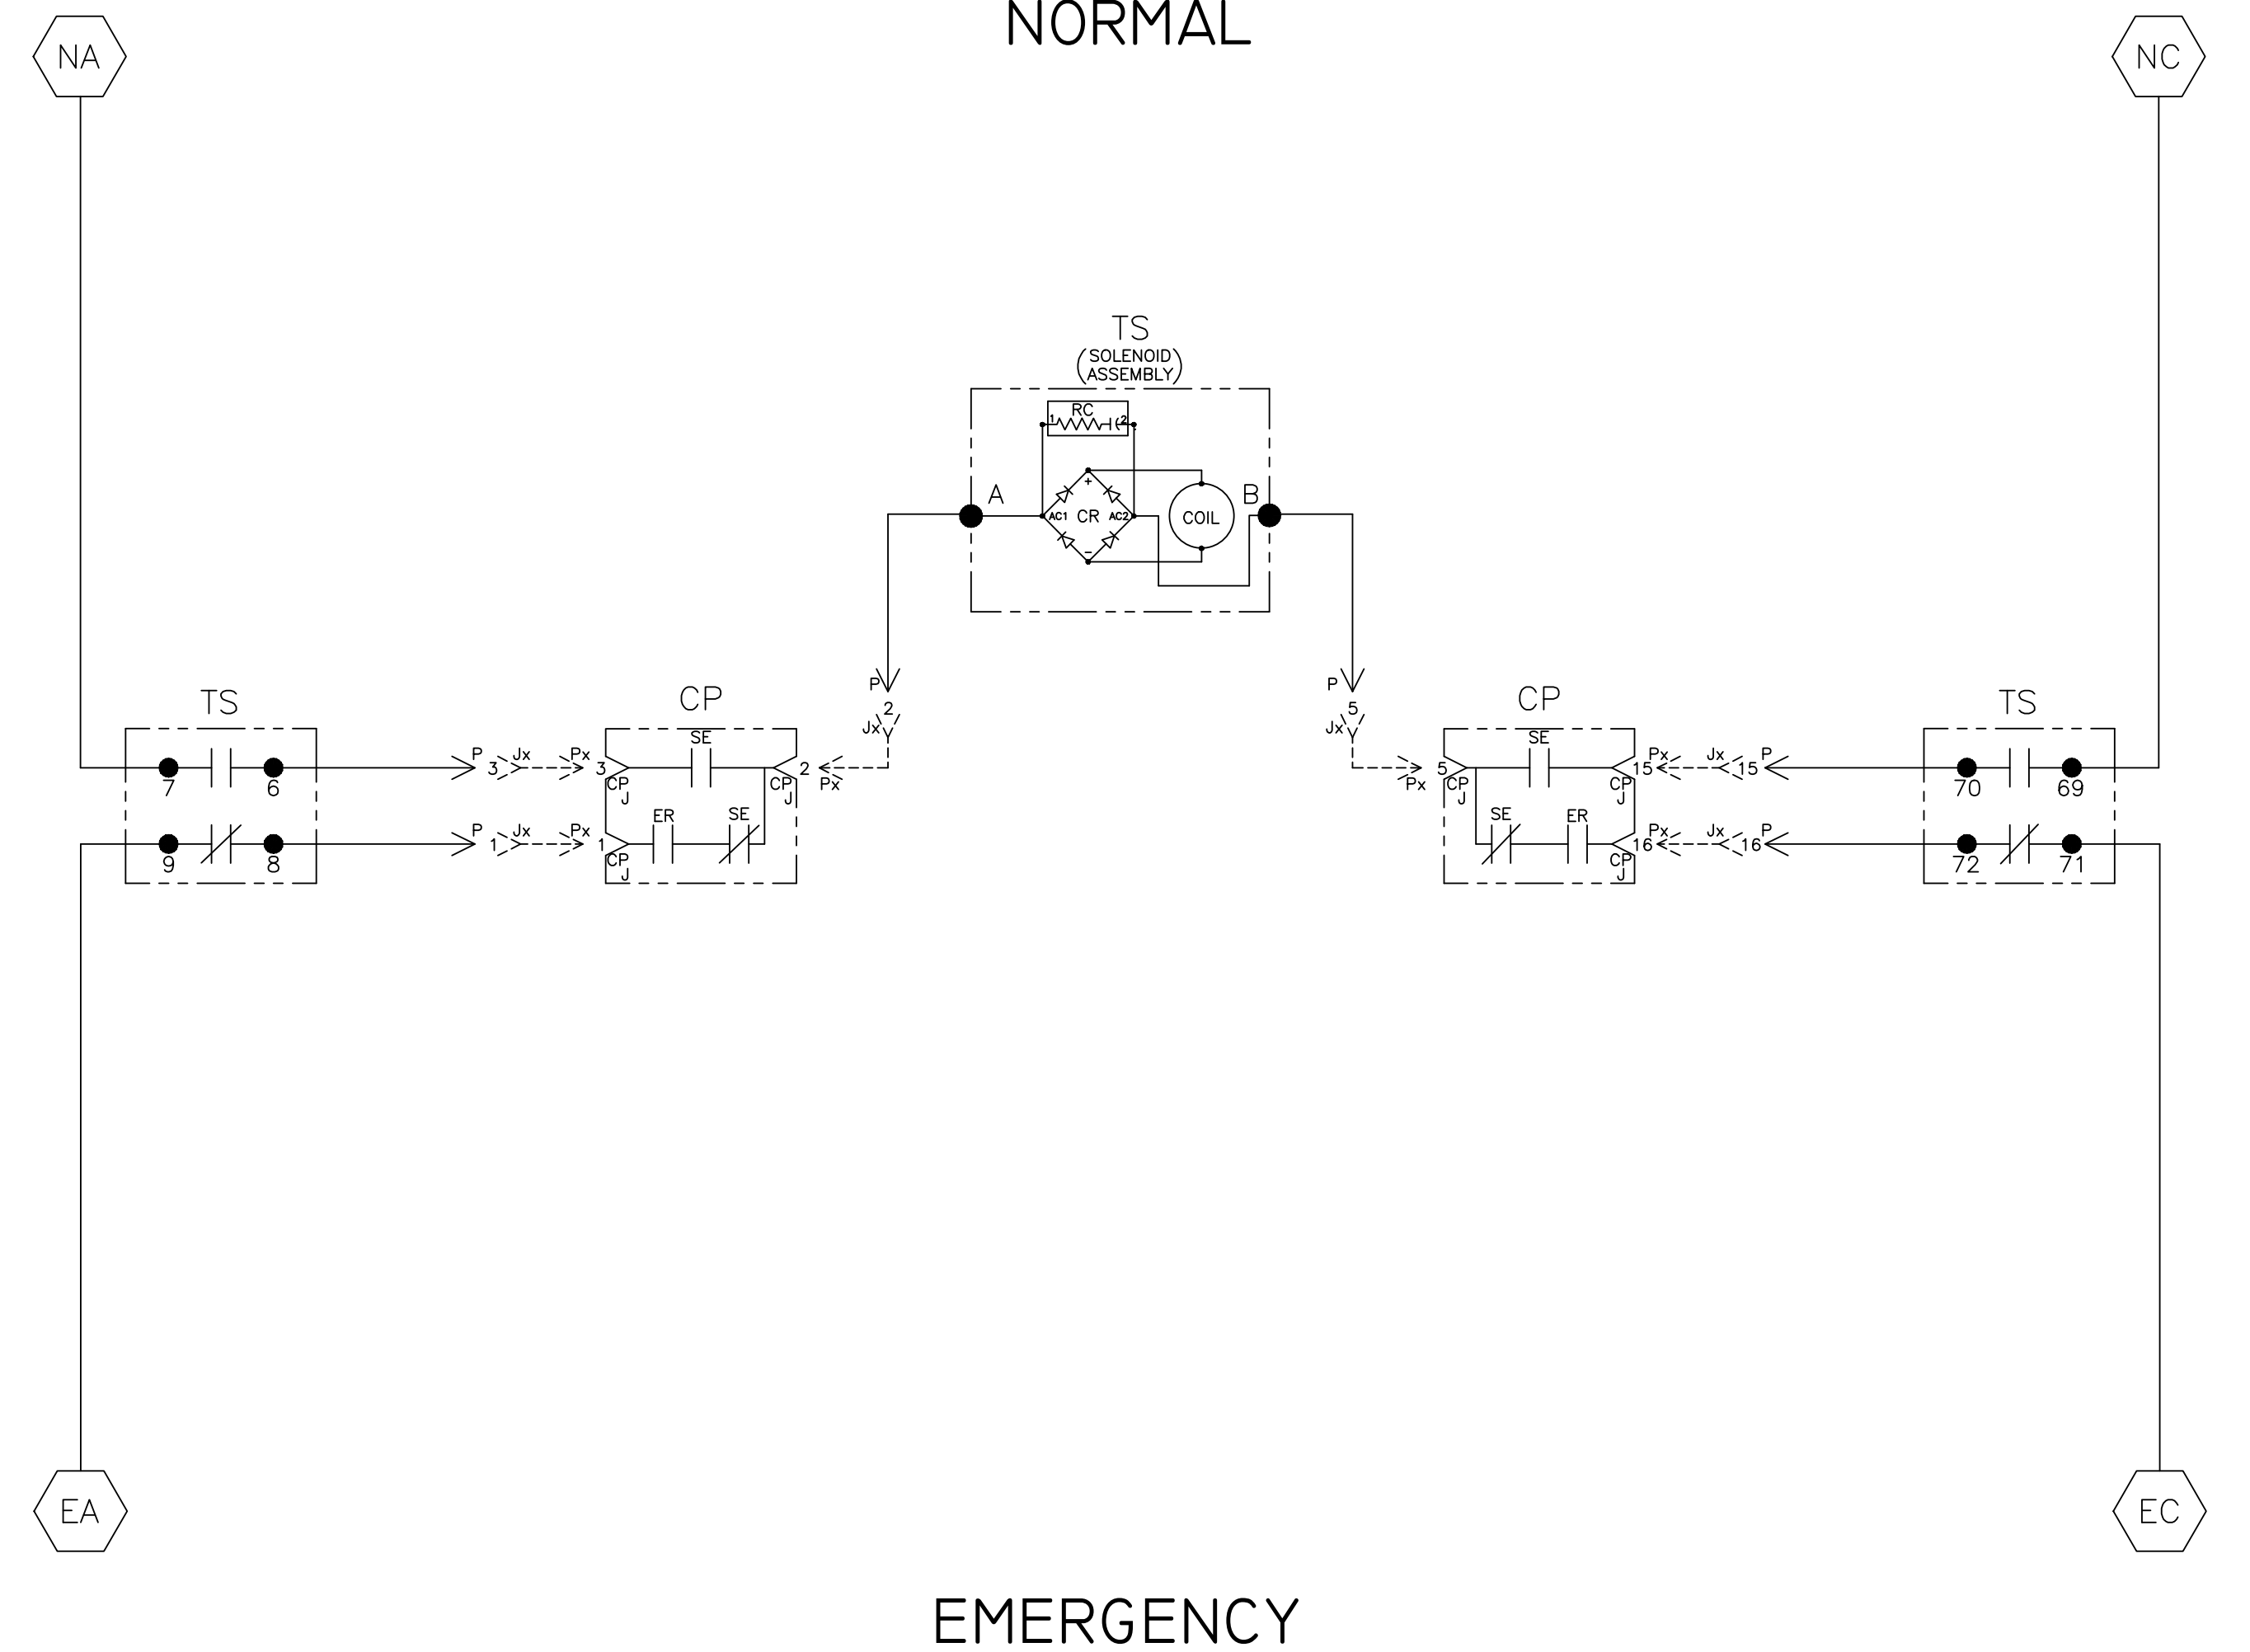 NORMAL
NA
NC
TS
(SOLENOID
ASSEMBLY)
RC
1
2
A
+
B
AC1
CR
AC2
COIL
-
TS
CP
P
2
Jx
P
5
Jx
CP
TS
7
6
P
3
Jx
Px
3
CP
J
SE
2
CP
J
Px
Px
5
CP
J
SE
15
CP
J
Px
Jx
15
P
70
69
9
8
P
1
Jx
Px
1
CP
J
ER
SE
SE
ER
16
CP
J
Px
Jx
16
P
72
71
EA
EC
EMERGENCY